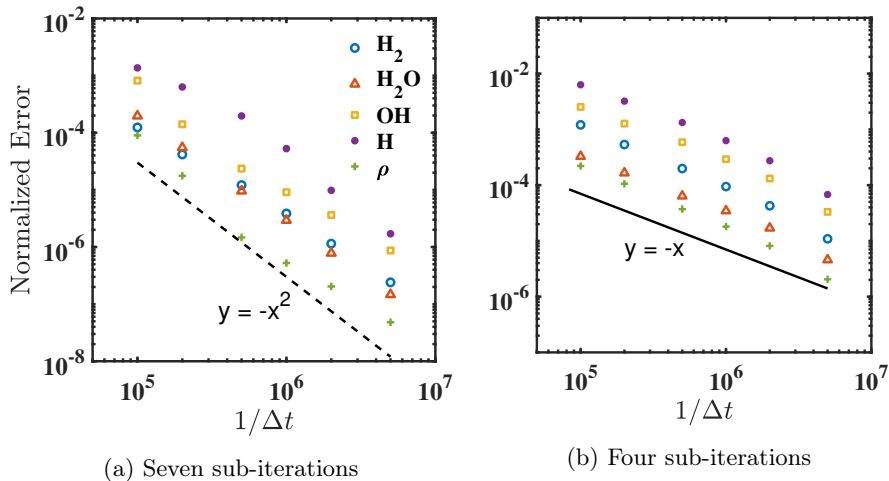 Normalized Error
10^-2
10^-4
10^-6
10^-8
10^5
10^6
10^7
1/Δt
H2
H2O
OH
H
ρ
y = -x^2
(a) Seven sub-iterations
10^-2
10^-4
10^-6
10^5
10^6
10^7
1/Δt
y = -x
(b) Four sub-iterations